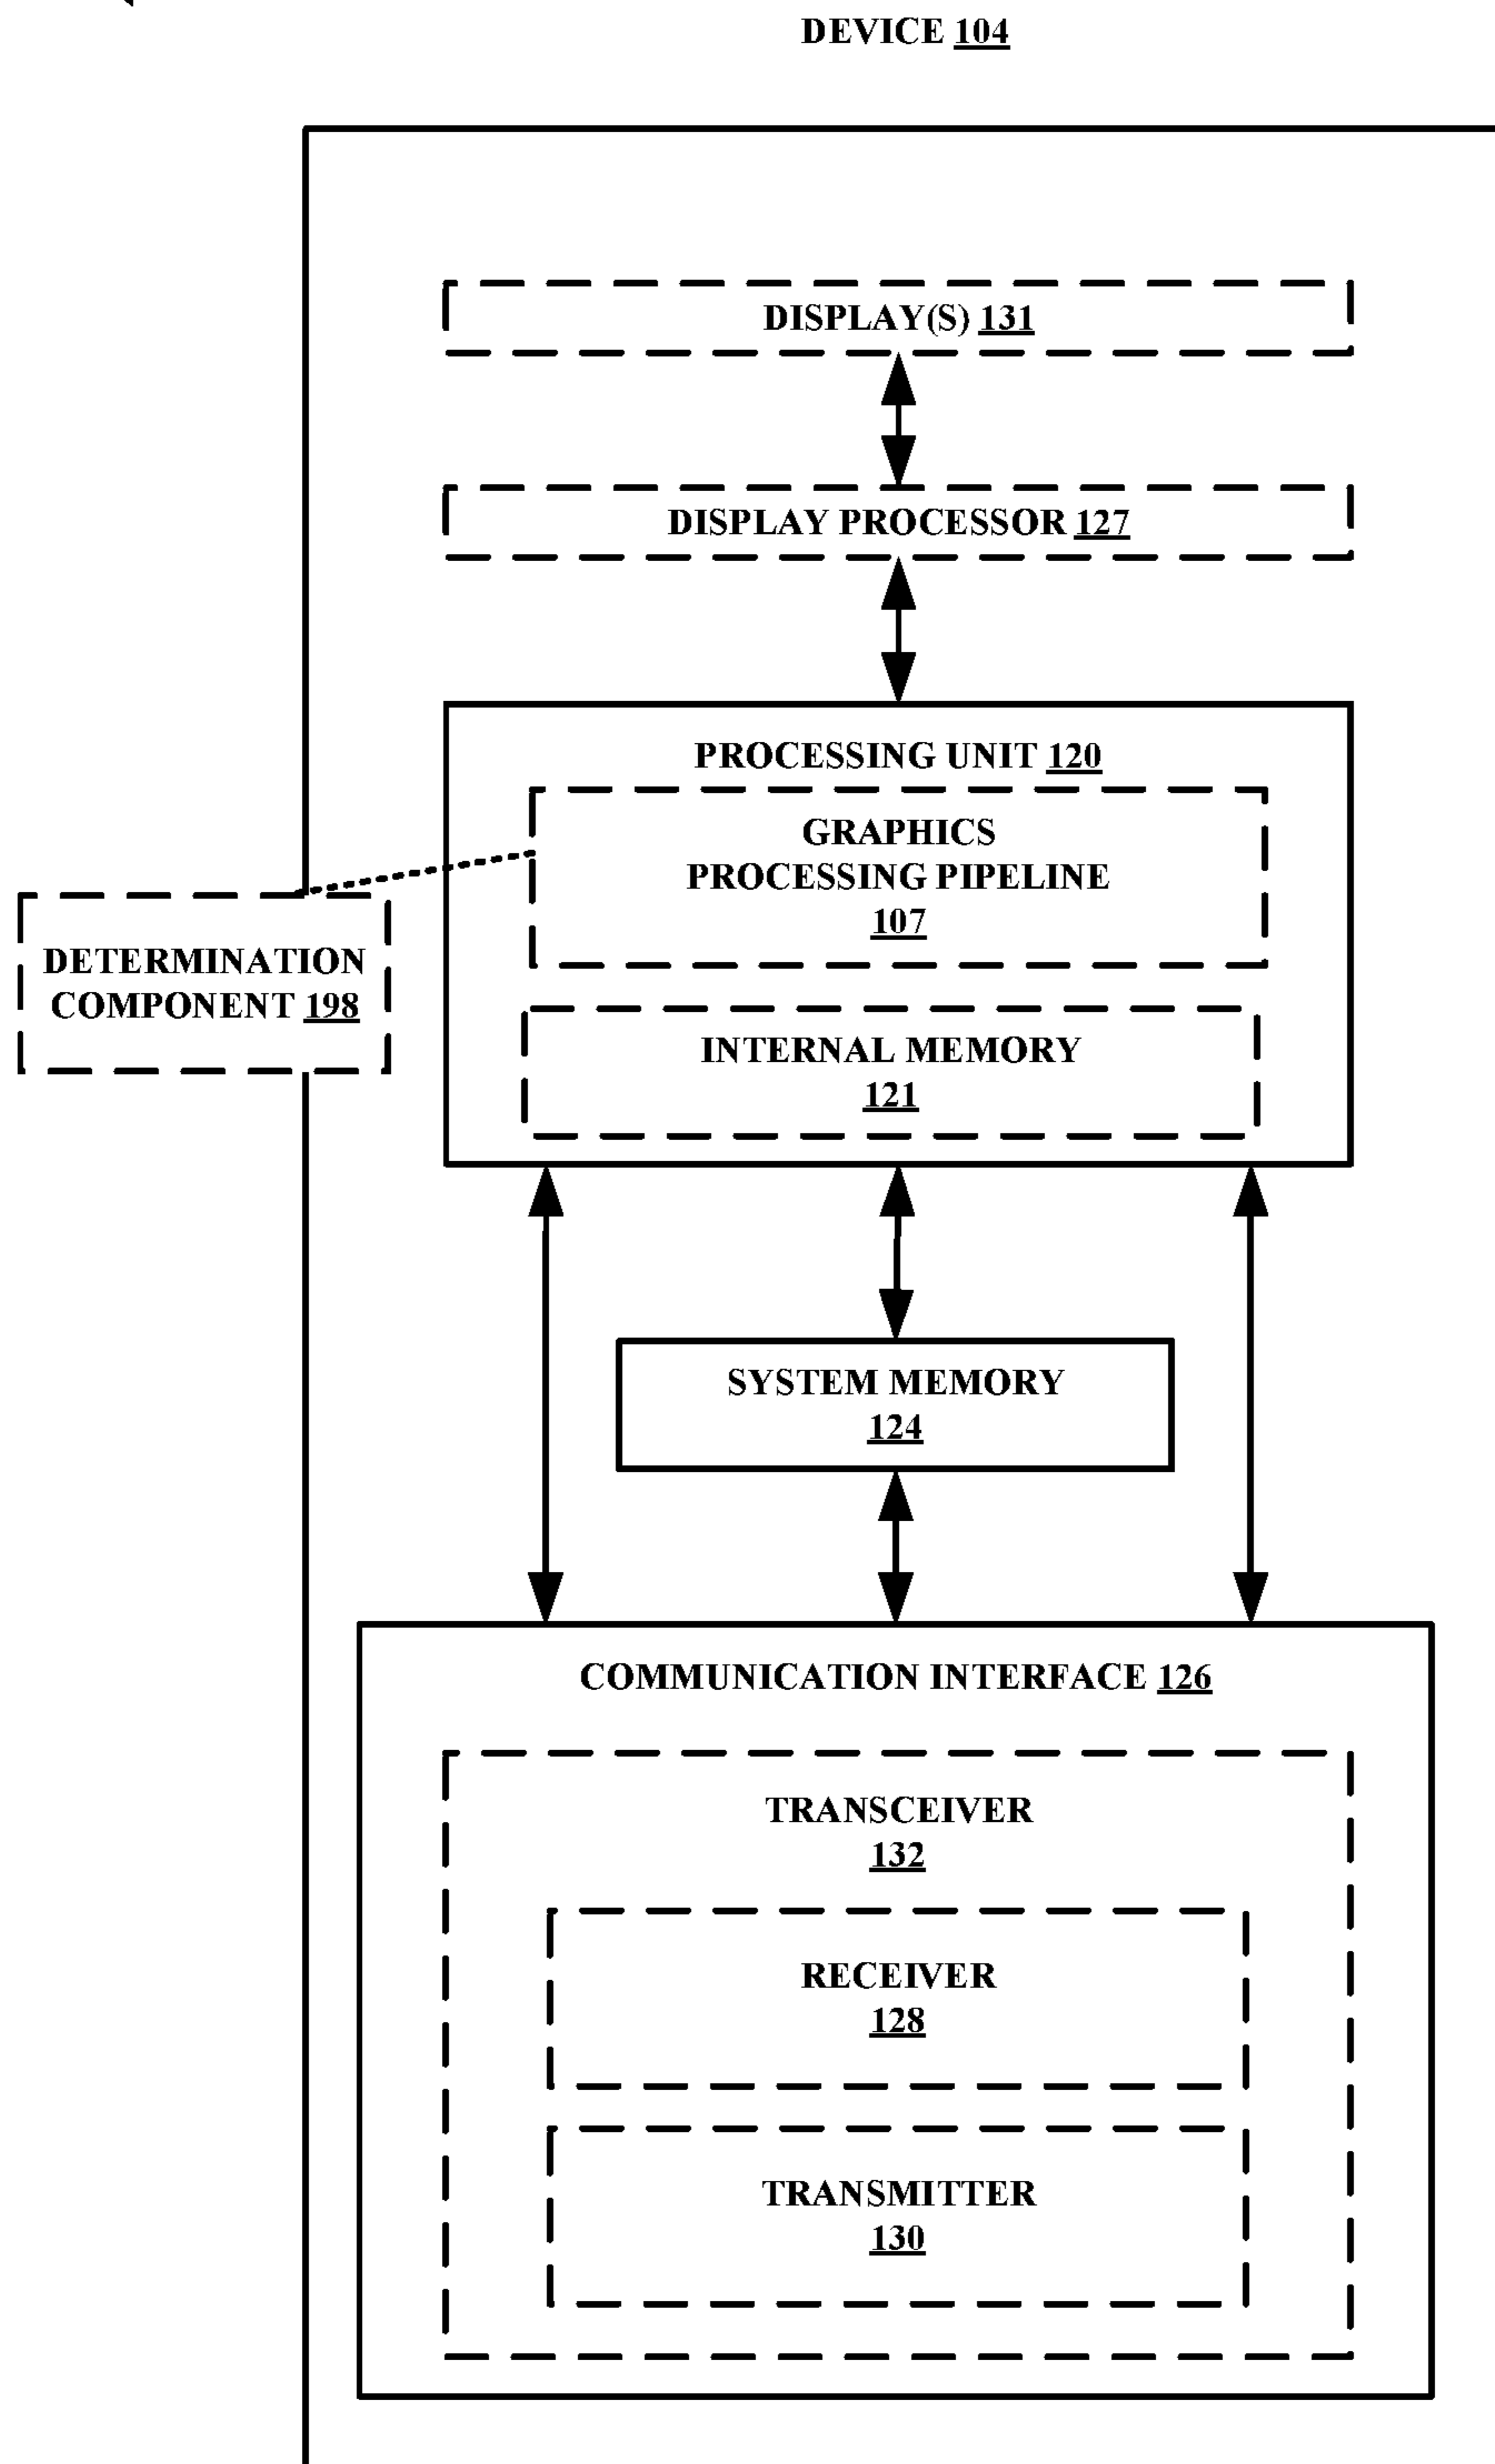 DEVICE 104
DISPLAY(S) 131
DISPLAY PROCESSOR 127
PROCESSING UNIT 120
GRAPHICS
PROCESSING PIPELINE
107
DETERMINATION
COMPONENT 198
INTERNAL MEMORY
121
SYSTEM MEMORY
124
COMMUNICATION INTERFACE 126
TRANSCEIVER
132
RECEIVER
128
TRANSMITTER
130